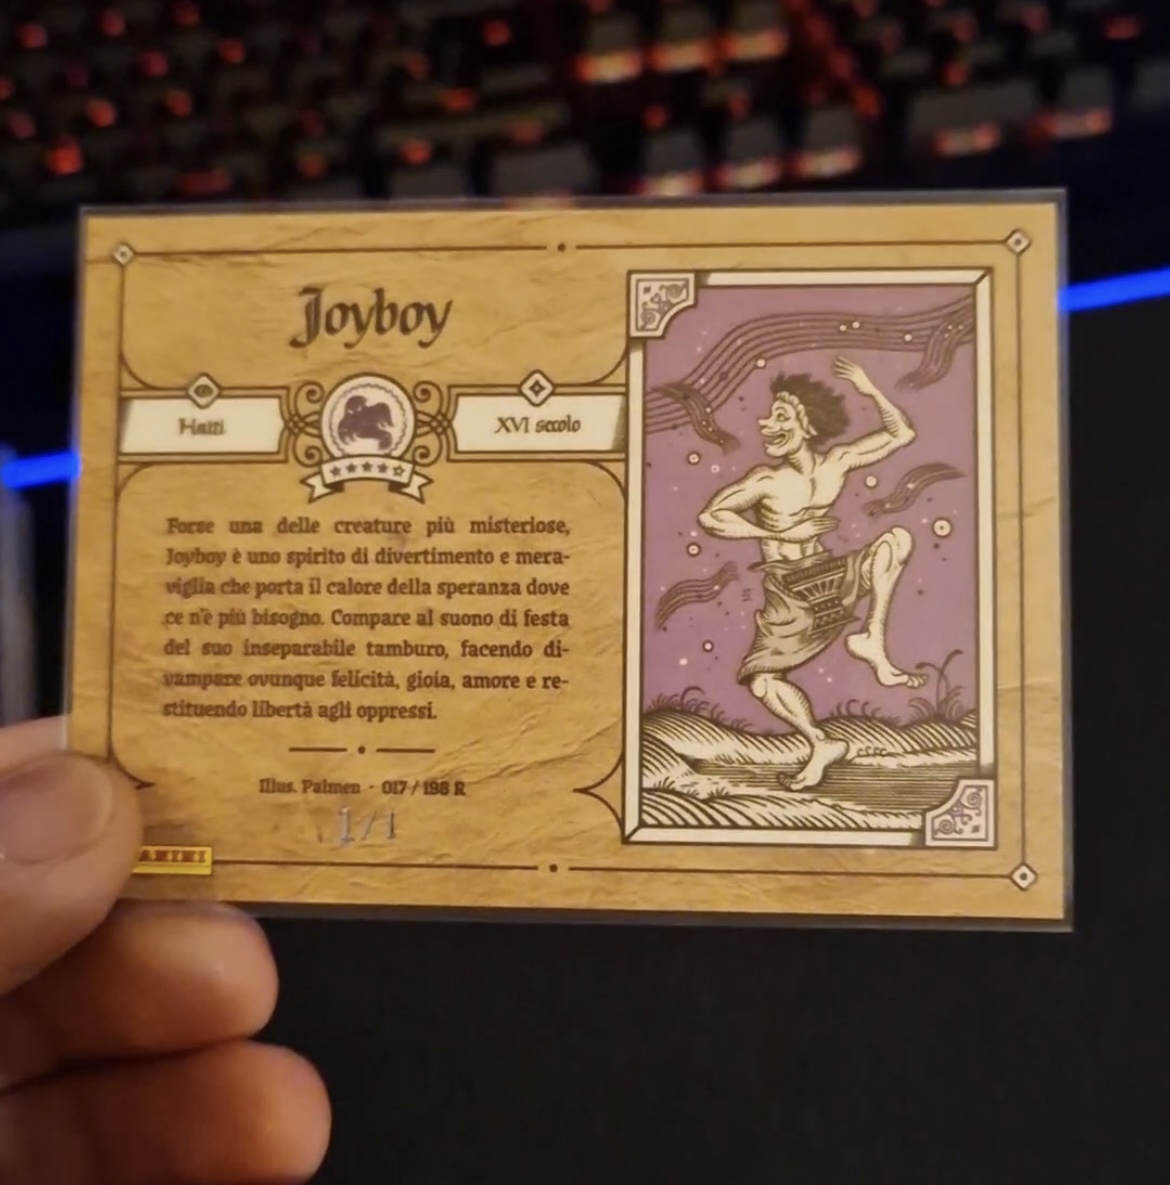 Joyboy
Haiti
XVI secolo
Forse una delle creature più misteriose,
Joyboy è uno spirito di divertimento e mera-
viglia che porta il calore della speranza dove
ce n'è più bisogno. Compare al suono di festa
del suo inseparabile tamburo, facendo di-
vampare ovunque felicità, gioia, amore e re-
stituendo libertà agli oppressi.
Illus. Palmen · 017 / 198 R
1/1
ANINI